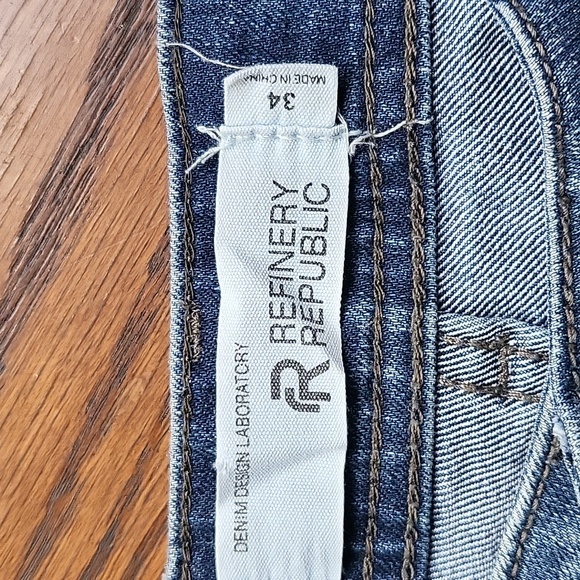 REFINERY
REPUBLIC
DENIM DESIGN LABORATORY
34
MADE IN CHINA